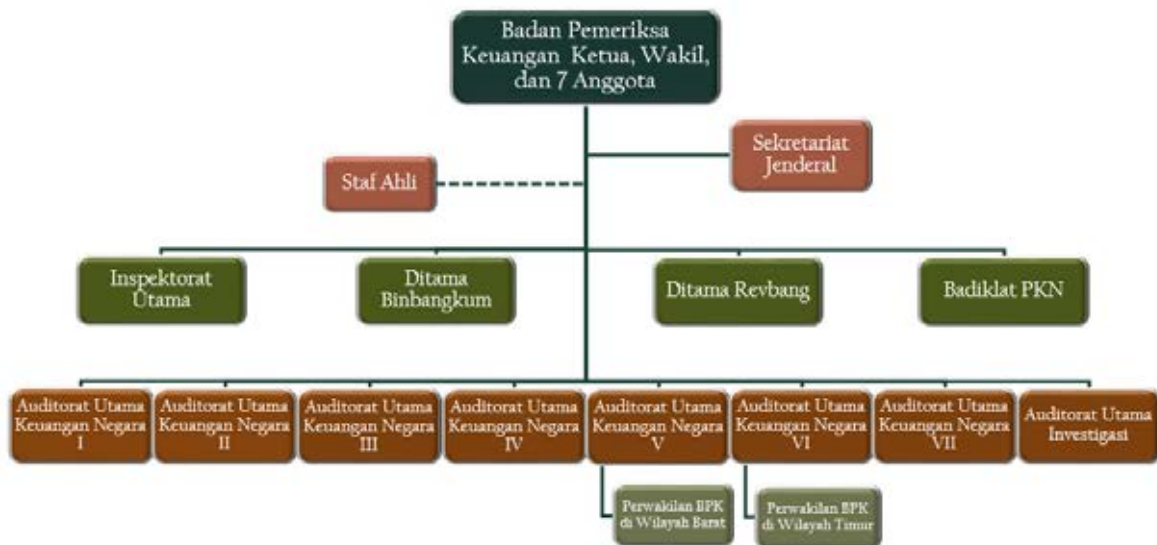 Badan Pemeriksa
Keuangan Ketua, Wakil,
dan 7 Anggota
Sekretariat
Jenderal
Staf Ahli
Inspektorat
Utama
Ditama
Binbangkum
Ditama Revbang
Badiklat PKN
Auditorat Utama
Keuangan Negara
I
Auditorat Utama
Keuangan Negara
II
Auditorat Utama
Keuangan Negara
III
Auditorat Utama
Keuangan Negara
IV
Auditorat Utama
Keuangan Negara
V
Auditorat Utama
Keuangan Negara
VI
Auditorat Utama
Keuangan Negara
VII
Auditorat Utama
Investigasi
Perwakilan BPK
di Wilayah Barat
Perwakilan BPK
di Wilayah Timur